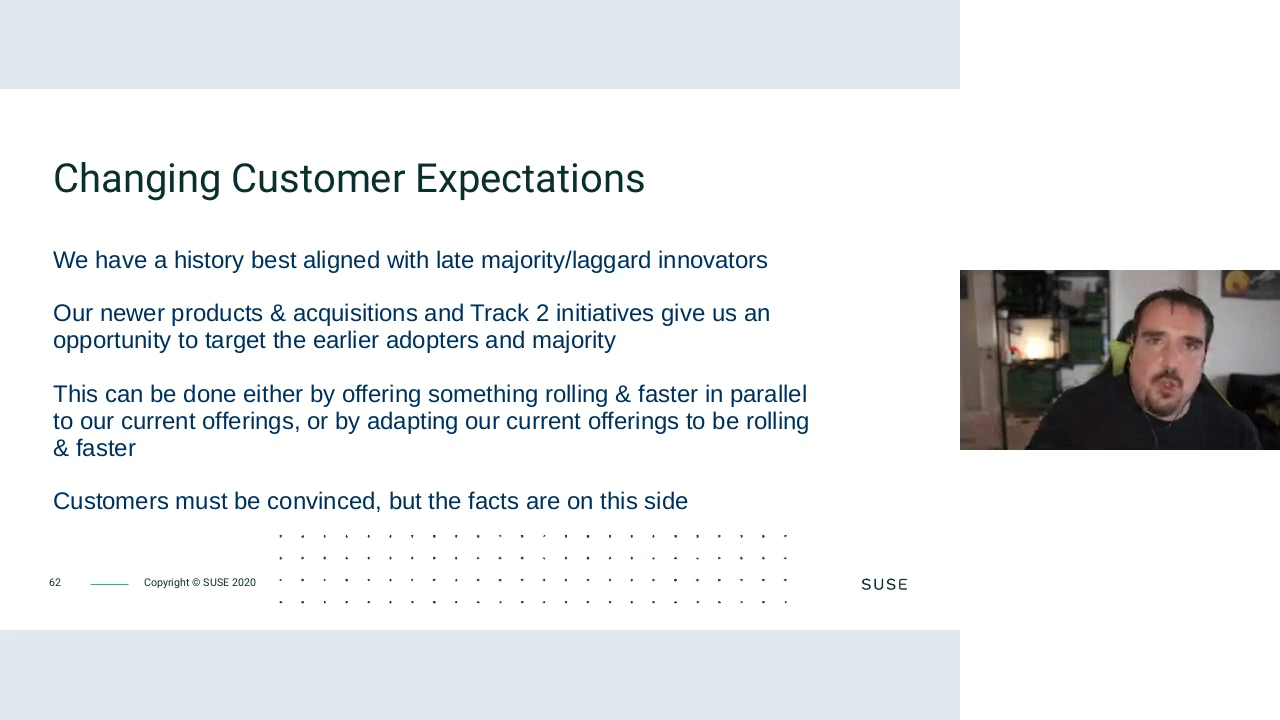 Changing Customer Expectations
We have a history best aligned with late majority/laggard innovators
Our newer products & acquisitions and Track 2 initiatives give us an
opportunity to target the earlier adopters and majority
This can be done either by offering something rolling & faster in parallel
to our current offerings, or by adapting our current offerings to be rolling
& faster
Customers must be convinced, but the facts are on this side
62
Copyright © SUSE 2020
SUSE